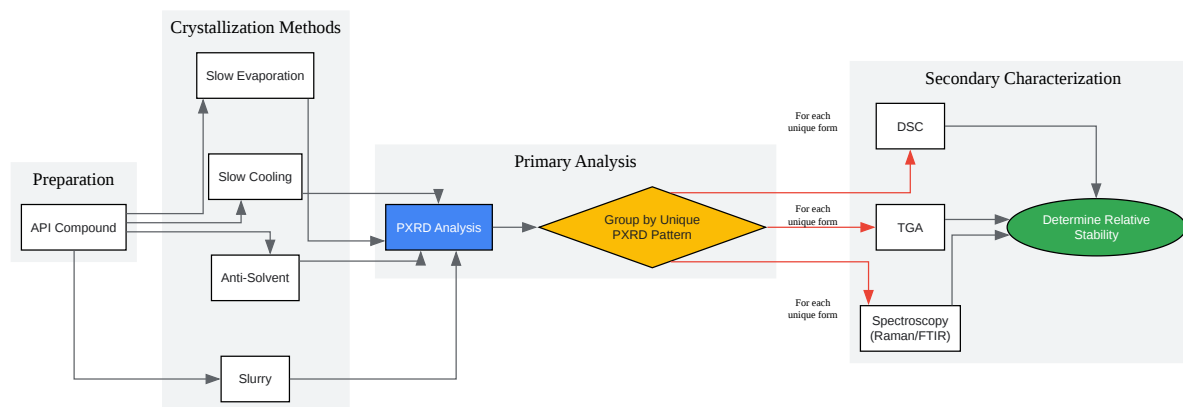 Crystallization Methods
Slow Evaporation
Slow Cooling
Anti-Solvent
Slurry
Preparation
API Compound
Primary Analysis
PXRD Analysis
Group by Unique
PXRD Pattern
For each
unique form
For each
unique form
For each
unique form
Secondary Characterization
DSC
TGA
Spectroscopy
(Raman/FTIR)
Determine Relative
Stability